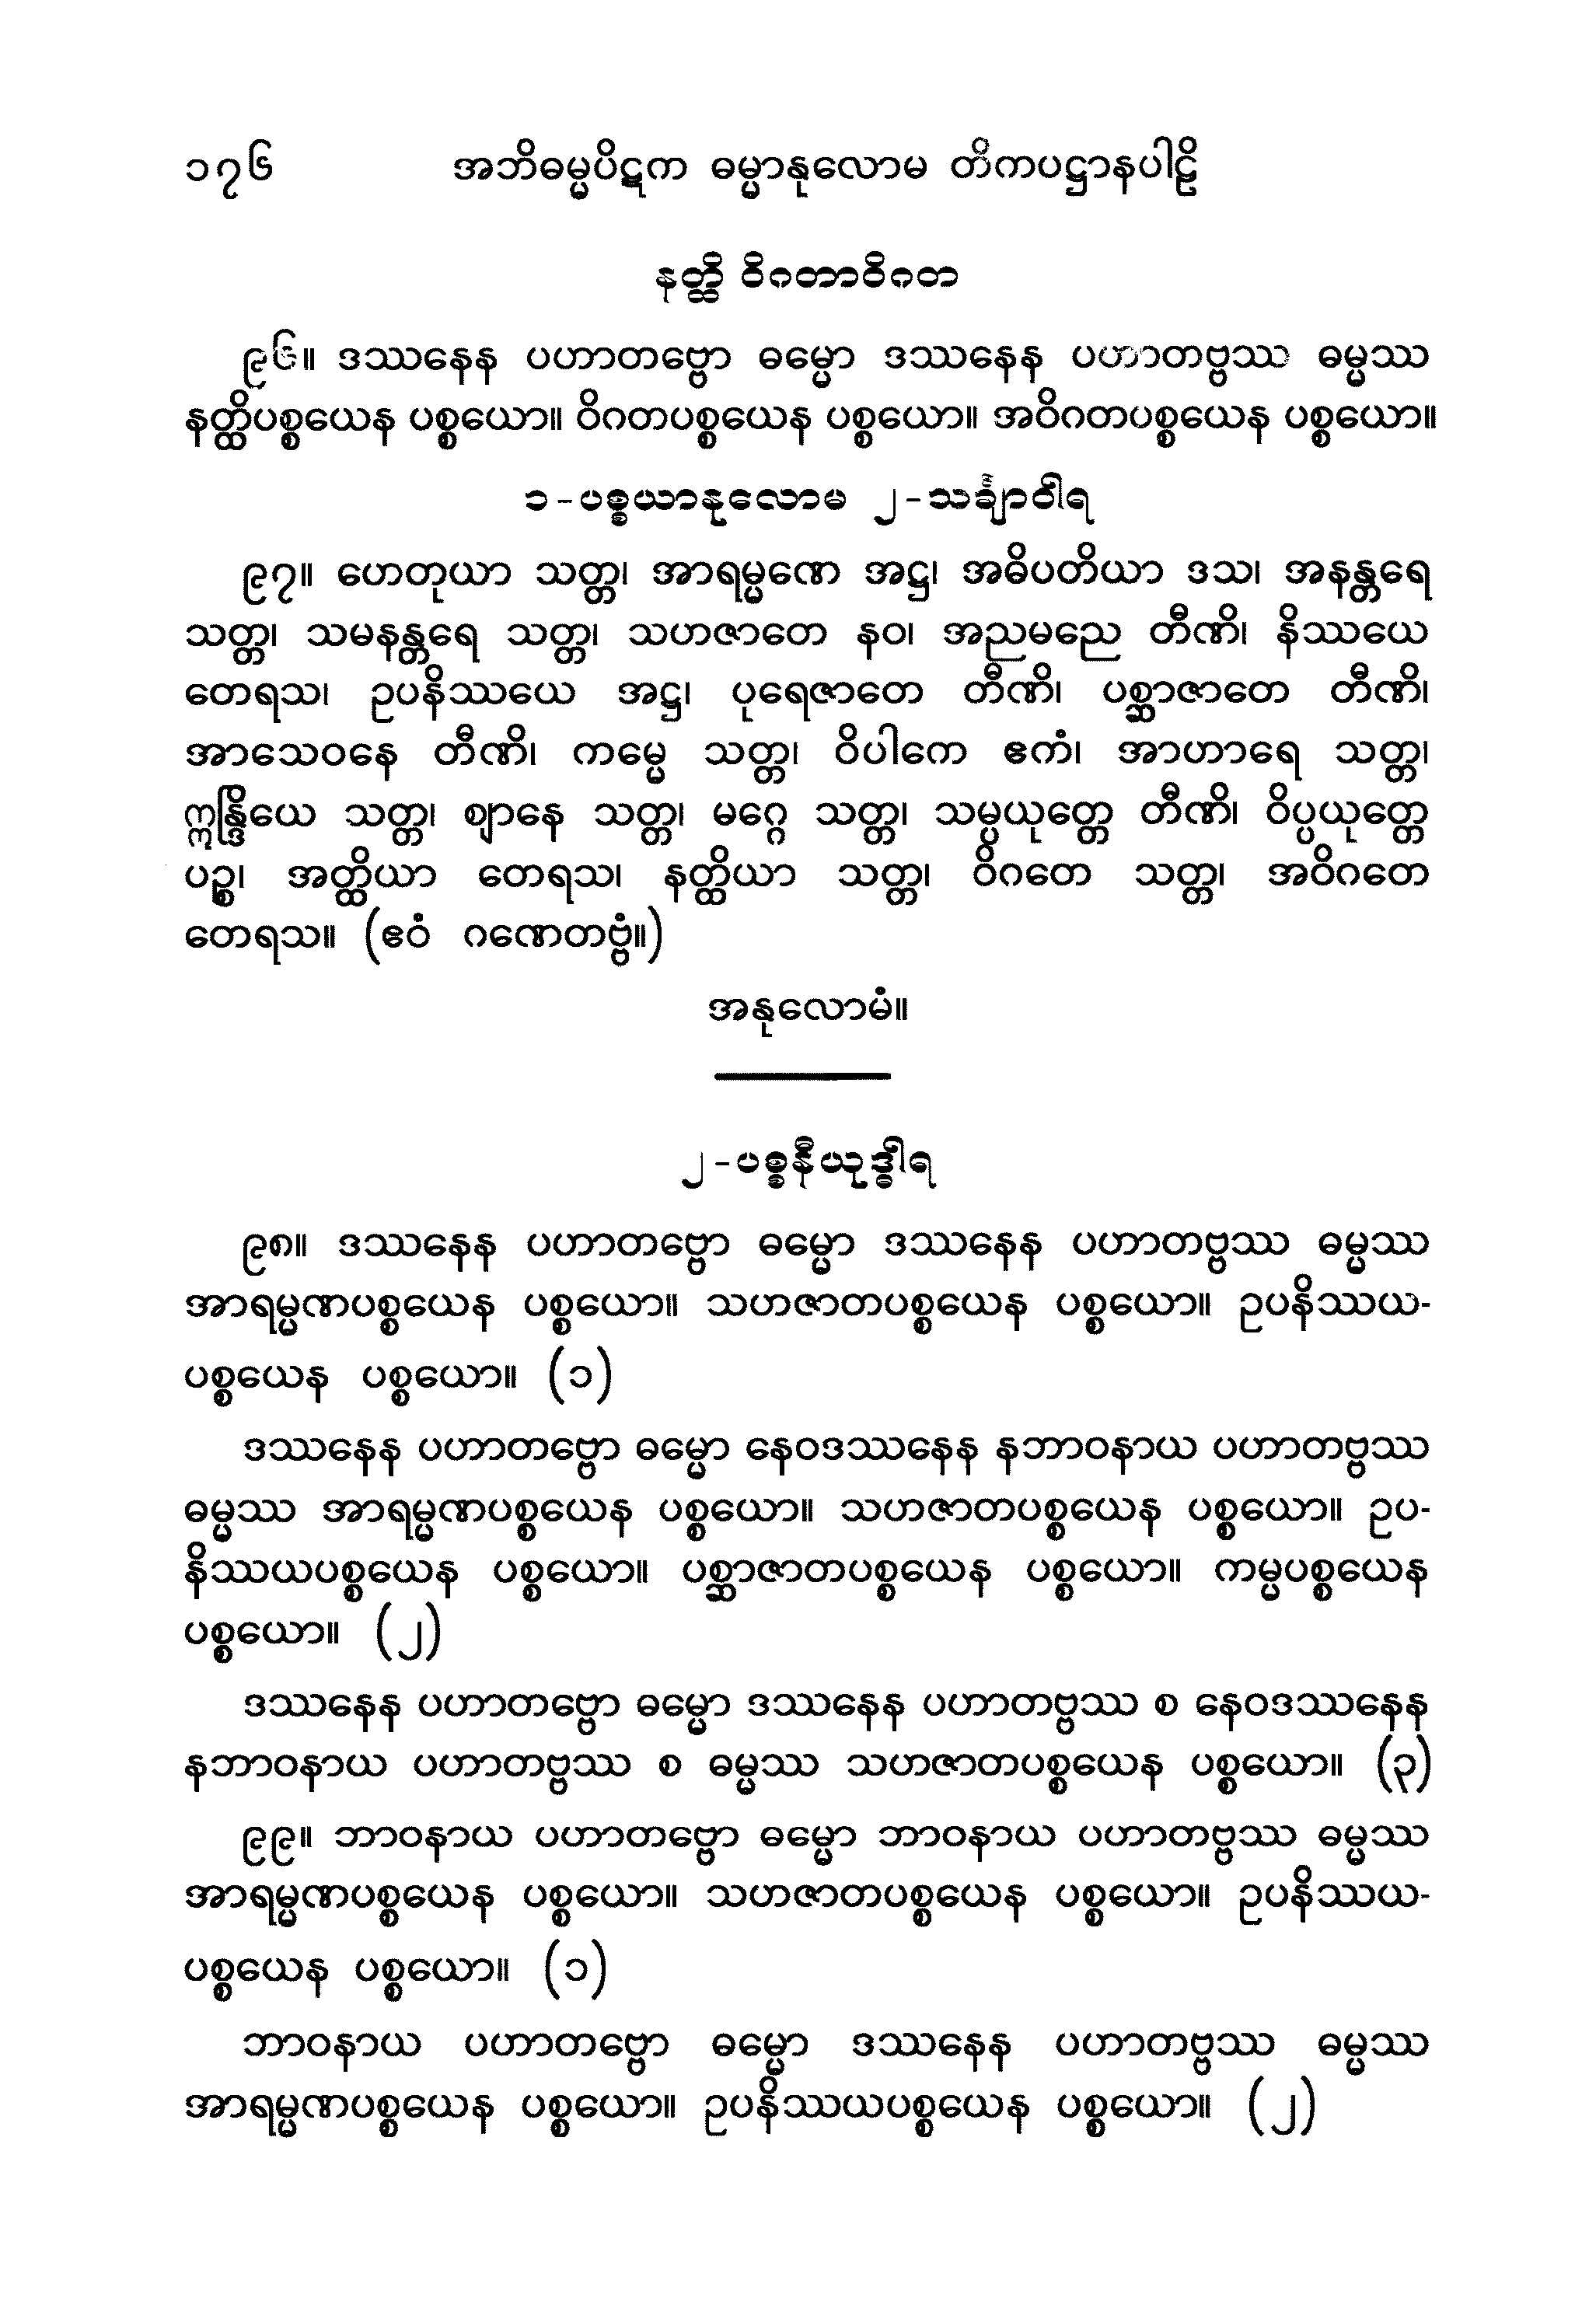 ၁၇၆ အဘိဓမ္မပိဋက ဓမ္မာနုလောမ တိကပဋ္ဌာနပါဠိ
နတ္ထိ ဝိဂတာဝိဂတ
၉၆။ ဒဿနေန ပဟာတဗ္ဗော ဓမ္မော ဒဿနေန ပဟာတဗ္ဗဿ ဓမ္မဿ
နတ္ထိပစ္စယေန ပစ္စယော။ ဝိဂတပစ္စယေန ပစ္စယော။ အဝိဂတပစ္စယေန ပစ္စယော။
၁-ပစ္စယာနုလောမ ၂-သင်္ချာဝါရ
၉၇။ ဟေတုယာ သတ္တ၊ အာရမ္မဏေ အဋ္ဌ၊ အဓိပတိယာ ဒသ၊ အနန္တရေ
သတ္တ၊ သမနန္တရေ သတ္တ၊ သဟဇာတေ နဝ၊ အညမညေ တီဏိ၊ နိဿယေ
တေရသ၊ ဥပနိဿယေ အဋ္ဌ၊ ပုရေဇာတေ တီဏိ၊ ပစ္ဆာဇာတေ တီဏိ၊
အာသေဝနေ တီဏိ၊ ကမ္မေ သတ္တ၊ ဝိပါကေ ဧကံ၊ အာဟာရေ သတ္တ၊
ဣန္ဒြိယေ သတ္တ၊ ဈာနေ သတ္တ၊ မဂ္ဂေ သတ္တ၊ သမ္ပယုတ္တေ တီဏိ၊ ဝိပ္ပယုတ္တေ
ပဉ္စ၊ အတ္ထိယာ တေရသ၊ နတ္ထိယာ သတ္တ၊ ဝိဂတေ သတ္တ၊ အဝိဂတေ
တေရသ။ (ဧဝံ ဂဏေတဗ္ဗံ။)
အနုလောမံ။
၂-ပစ္စနီယုဒ္ဓါရ
၉၈။ ဒဿနေန ပဟာတဗ္ဗော ဓမ္မော ဒဿနေန ပဟာတဗ္ဗဿ ဓမ္မဿ
အာရမ္မဏပစ္စယေန ပစ္စယော။ သဟဇာတပစ္စယေန ပစ္စယော။ ဥပနိဿယ-
ပစ္စယေန ပစ္စယော။ (၁)
ဒဿနေန ပဟာတဗ္ဗော ဓမ္မော နေဝဒဿနေန နဘာဝနာယ ပဟာတဗ္ဗဿ
ဓမ္မဿ အာရမ္မဏပစ္စယေန ပစ္စယော။ သဟဇာတပစ္စယေန ပစ္စယော။ ဥပ-
နိဿယပစ္စယေန ပစ္စယော။ ပစ္ဆာဇာတပစ္စယေန ပစ္စယော။ ကမ္မပစ္စယေန
ပစ္စယော။ (၂)
ဒဿနေန ပဟာတဗ္ဗော ဓမ္မော ဒဿနေန ပဟာတဗ္ဗဿ စ နေဝဒဿနေန
နဘာဝနာယ ပဟာတဗ္ဗဿ စ ဓမ္မဿ သဟဇာတပစ္စယေန ပစ္စယော။ (၃)
၉၉။ ဘာဝနာယ ပဟာတဗ္ဗော ဓမ္မော ဘာဝနာယ ပဟာတဗ္ဗဿ ဓမ္မဿ
အာရမ္မဏပစ္စယေန ပစ္စယော။ သဟဇာတပစ္စယေန ပစ္စယော။ ဥပနိဿယ-
ပစ္စယေန ပစ္စယော။ (၁)
ဘာဝနာယ ပဟာတဗ္ဗော ဓမ္မော ဒဿနေန ပဟာတဗ္ဗဿ ဓမ္မဿ
အာရမ္မဏပစ္စယေန ပစ္စယော။ ဥပနိဿယပစ္စယေန ပစ္စယော။ (၂)